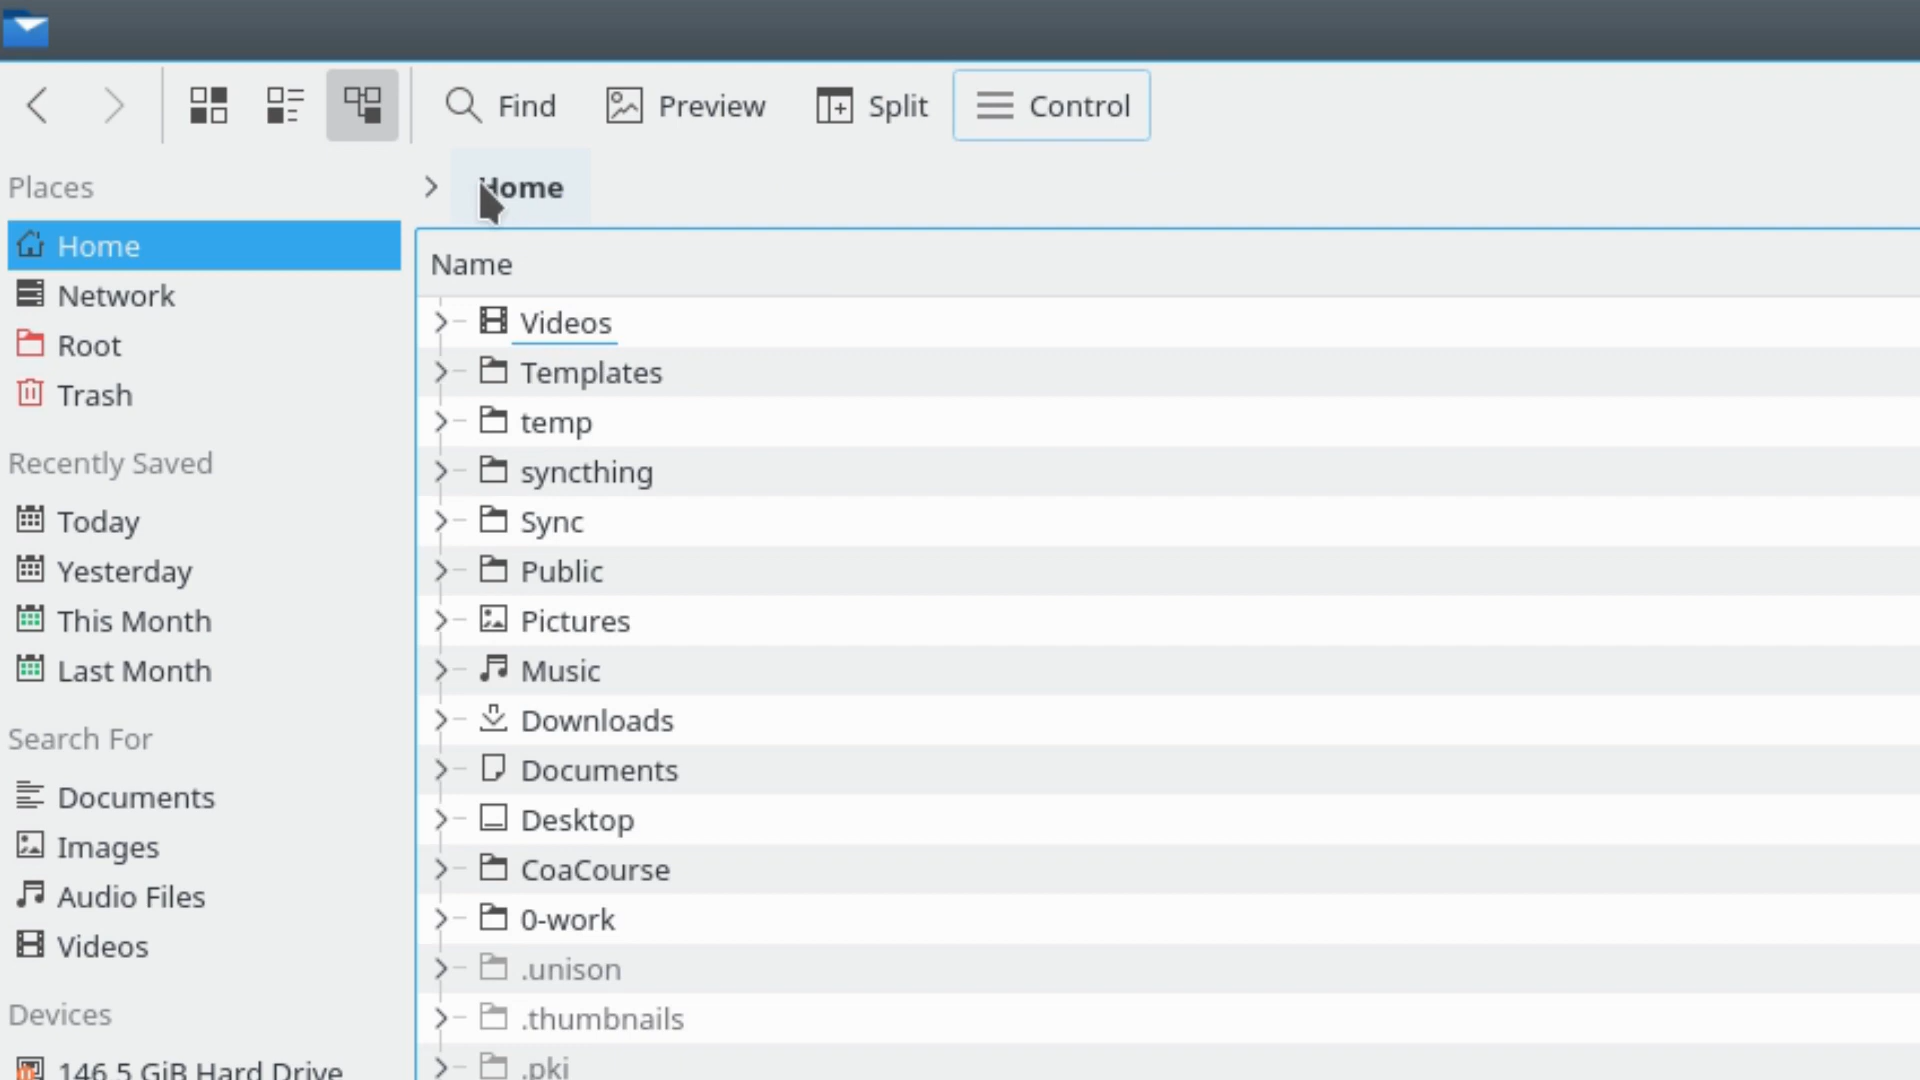 Find Preview Split Control
Places
Home
Network
Root
Trash
Recently Saved
Today
Yesterday
This Month
Last Month
Search For
Documents
Images
Audio Files
Videos
Devices
146.5 GiB Hard Drive
Home
Name
Videos
Templates
temp
syncthing
Sync
Public
Pictures
Music
Downloads
Documents
Desktop
CoaCourse
0-work
.unison
.thumbnails
.pki